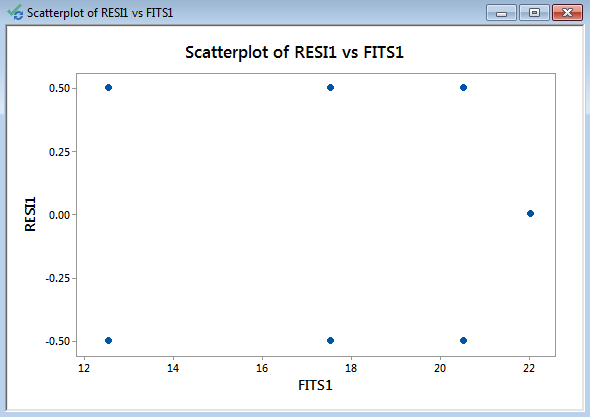 Scatterplot of RESI1 vs FITS1
Scatterplot of RESI1 vs FITS1
0.50
0.25
0.00
-0.25
-0.50
RESI1
12 14 16 18 20 22
FITS1